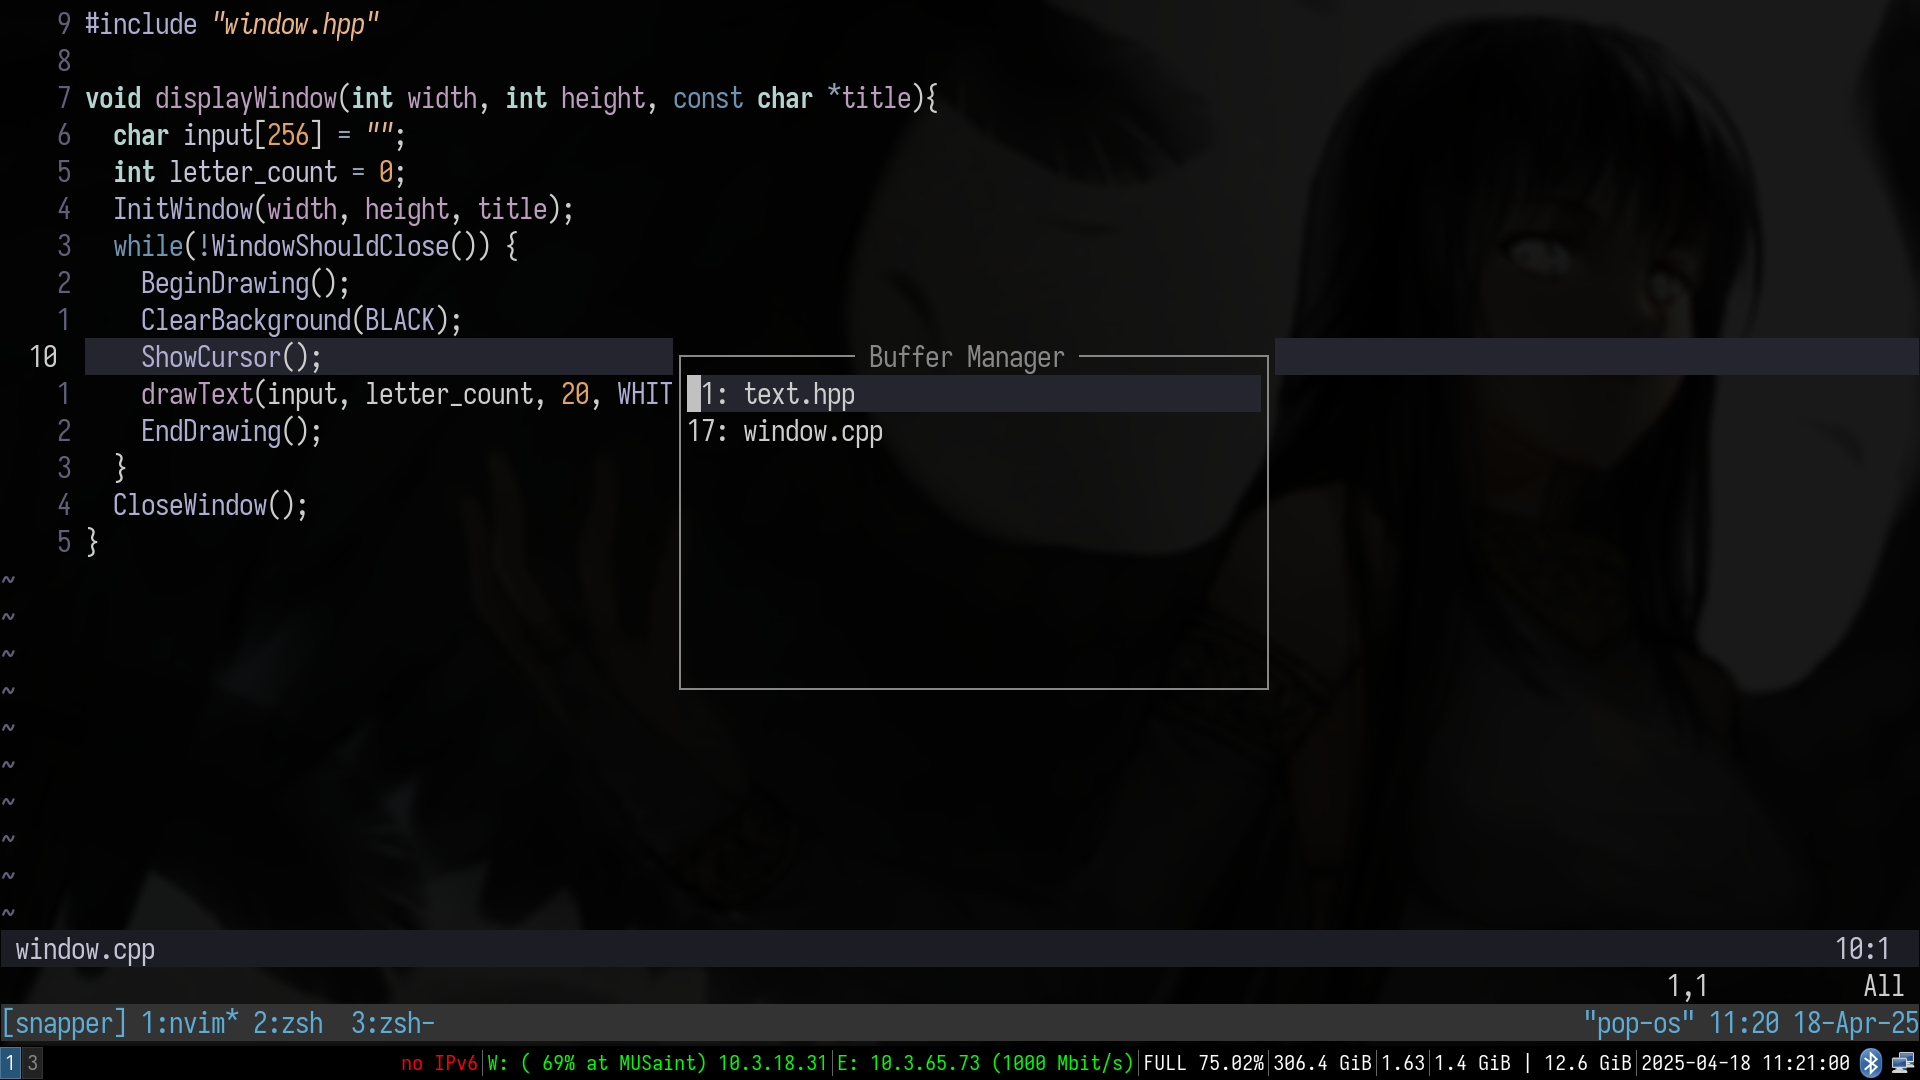 9 #include "window.hpp"
8
7 void displayWindow(int width, int height, const char *title){
6   char input[256] = "";
5   int letter_count = 0;
4   InitWindow(width, height, title);
3   while(!WindowShouldClose()) {
2     BeginDrawing();
1     ClearBackground(BLACK);
10     ShowCursor();
1     drawText(input, letter_count, 20, WHIT
2     EndDrawing();
3   }
4   CloseWindow();
5 }
~
~
~
~
~
~
~
~
~
~
Buffer Manager
1: text.hpp
17: window.cpp
window.cpp 10:1
1,1 All
[snapper] 1:nvim* 2:zsh  3:zsh- "pop-os" 11:20 18-Apr-25
1 3 no IPv6|W: ( 69% at MUSaint) 10.3.18.31|E: 10.3.65.73 (1000 Mbit/s)|FULL 75.02%|306.4 GiB|1.63|1.4 GiB | 12.6 GiB|2025-04-18 11:21:00